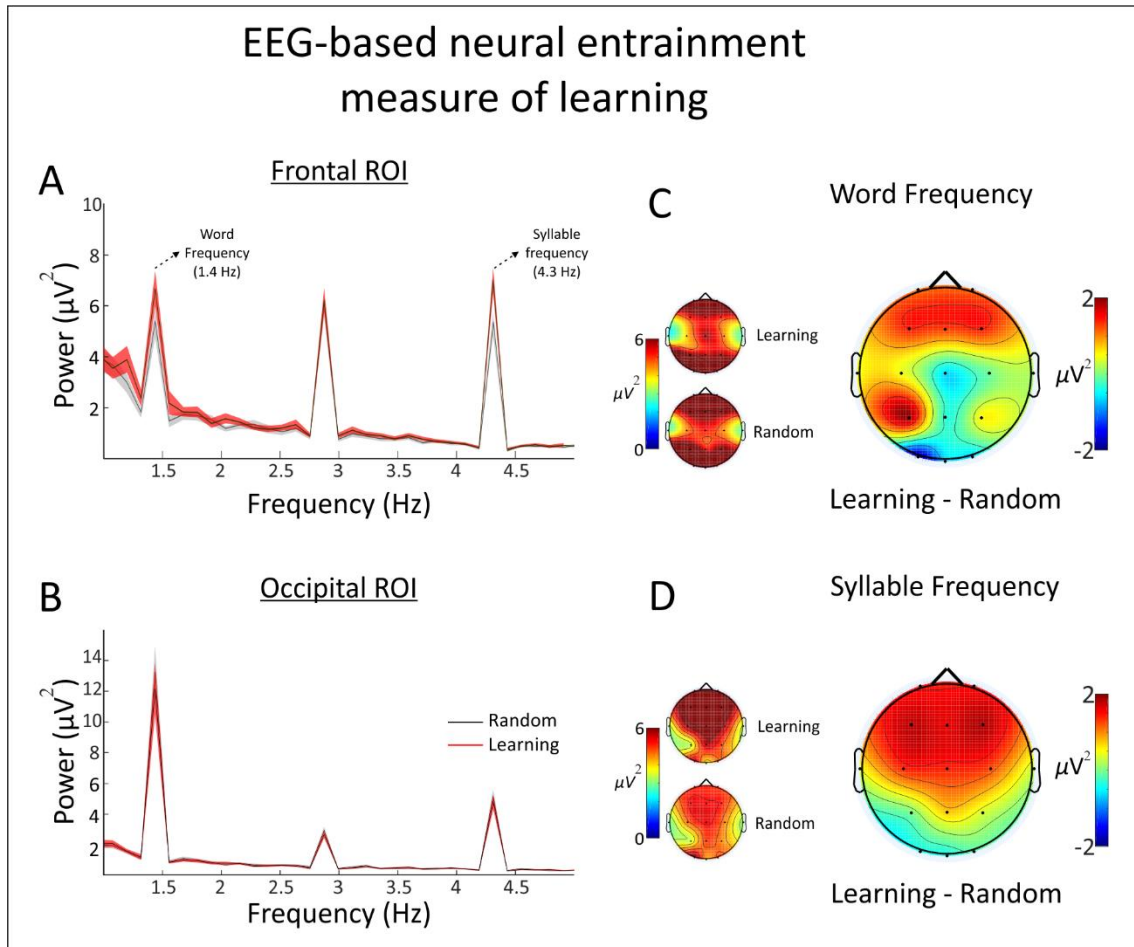 EEG-based neural entrainment
measure of learning
A
Frontal ROI
10
8
6
4
2
Power (μV²)
Word
Frequency
(1.4 Hz)
Syllable
frequency
(4.3 Hz)
1.5 2 2.5 3 3.5 4 4.5
Frequency (Hz)
C
Word Frequency
6
μV²
0
Learning
Random
2
μV²
-2
Learning - Random
B
Occipital ROI
14
12
10
8
6
4
2
Power (μV²)
Random
Learning
1.5 2 2.5 3 3.5 4 4.5
Frequency (Hz)
D
Syllable Frequency
6
μV²
0
Learning
Random
2
μV²
-2
Learning - Random